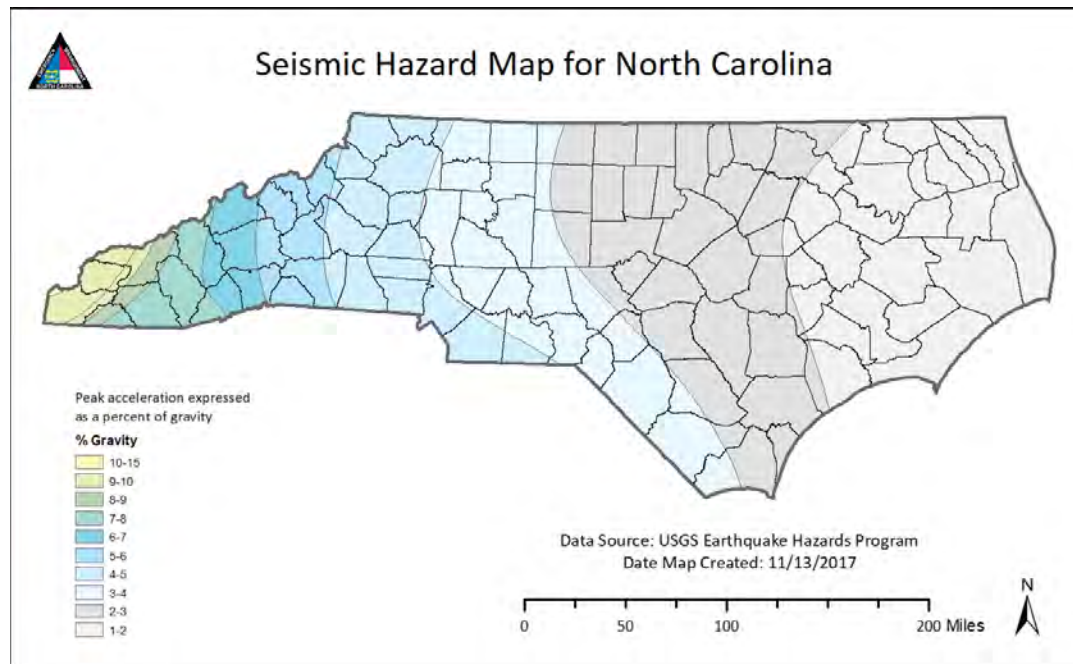 Seismic Hazard Map for North Carolina
NORTH CAROLINA
Peak acceleration expressed
as a percent of gravity
% Gravity
10-15
9-10
8-9
7-8
6-7
5-6
4-5
3-4
2-3
1-2
Data Source: USGS Earthquake Hazards Program
Date Map Created: 11/13/2017
N
0 50 100 200 Miles